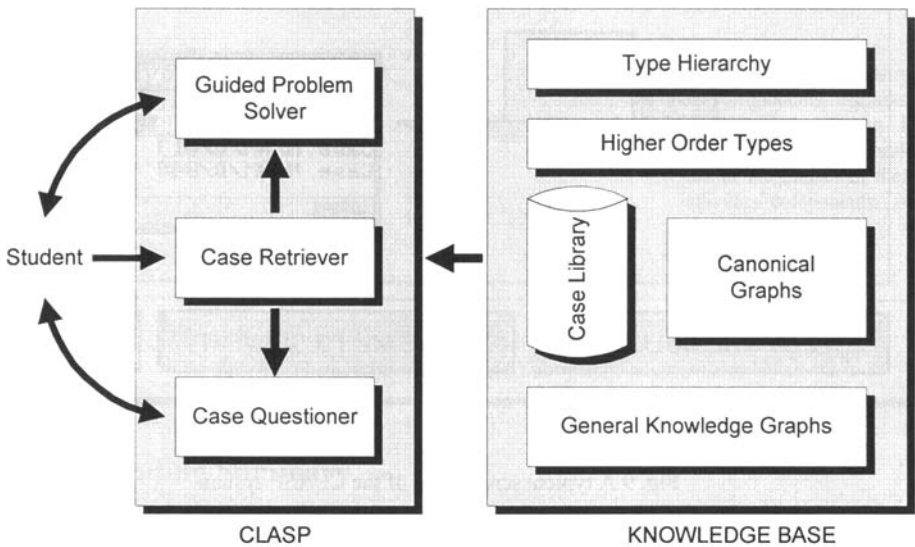 Guided Problem
Solver
Student
Case Retriever
Case Questioner
CLASP
Type Hierarchy
Higher Order Types
Case Library
Canonical
Graphs
General Knowledge Graphs
KNOWLEDGE BASE